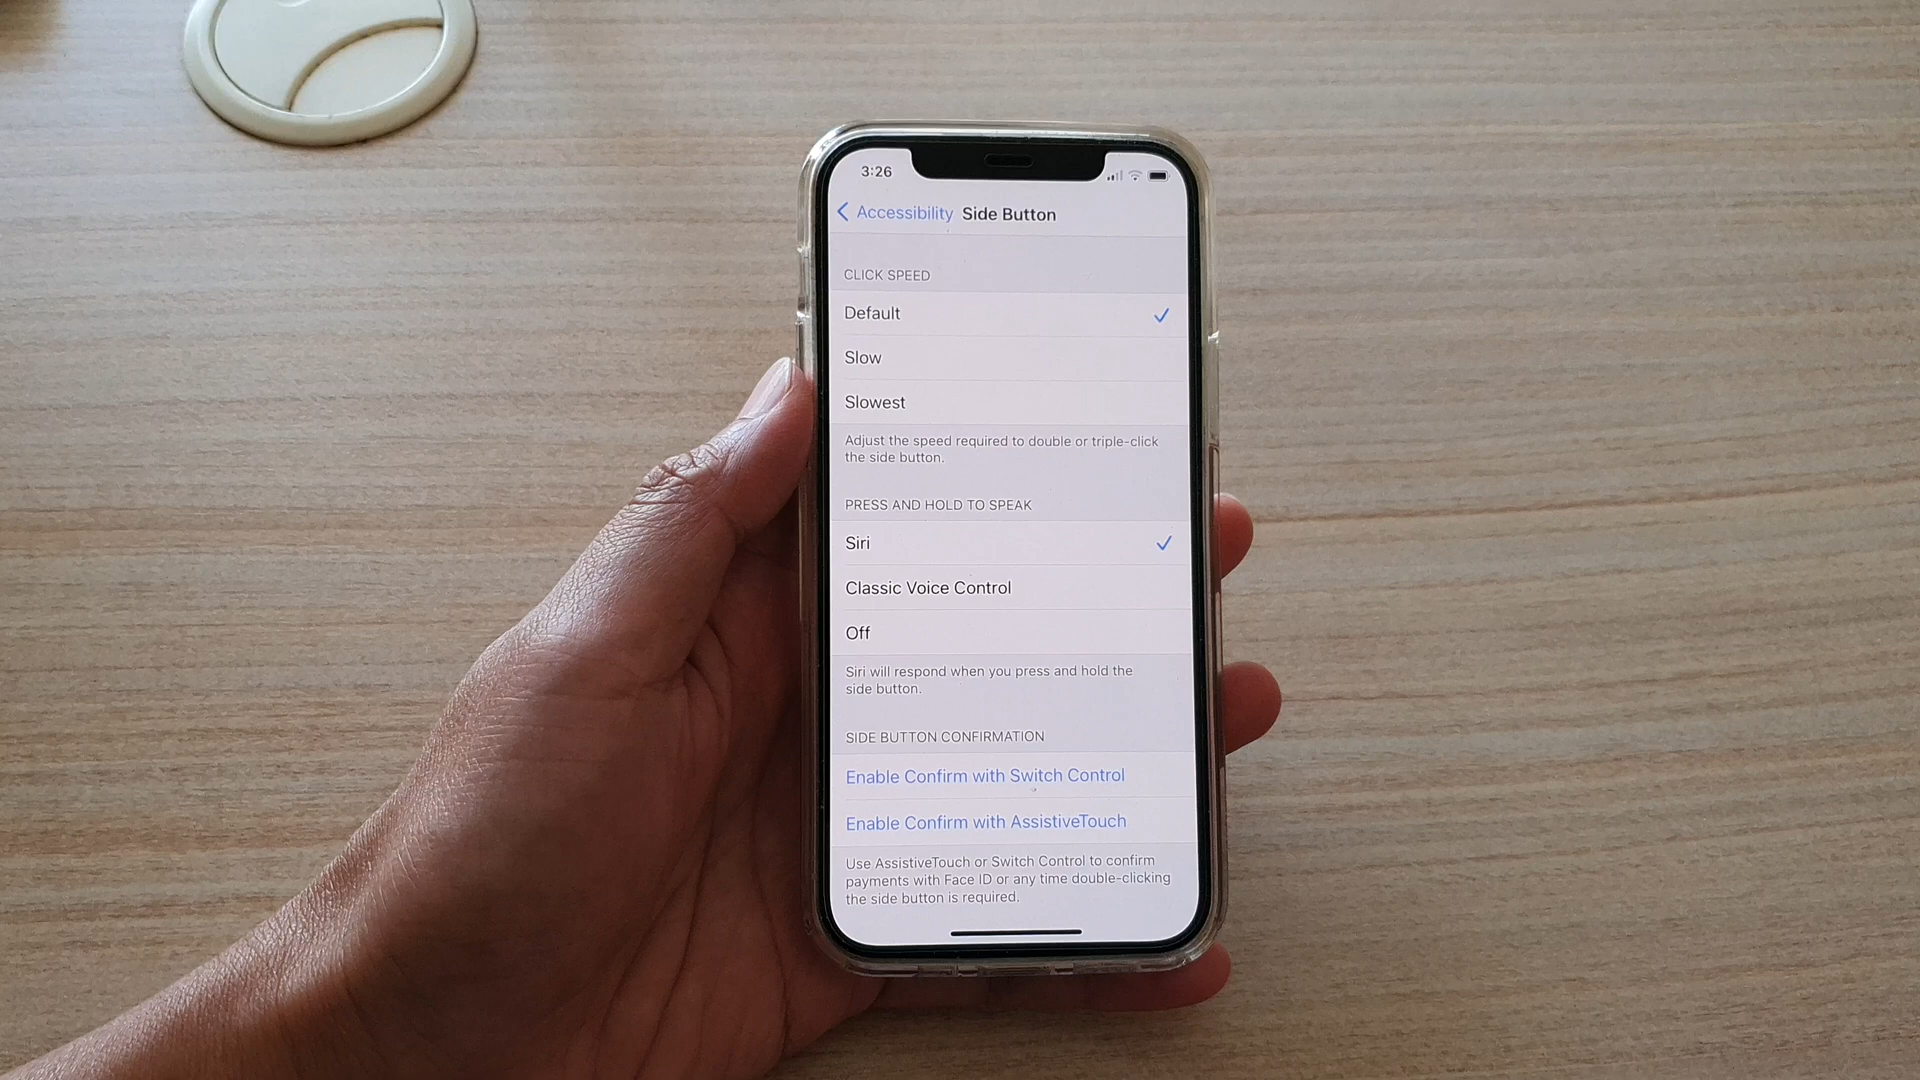 3:26
Accessibility Side Button
CLICK SPEED
Default
Slow
Slowest
Adjust the speed required to double or triple-click
the side button.
PRESS AND HOLD TO SPEAK
Siri
Classic Voice Control
Off
Siri will respond when you press and hold the
side button.
SIDE BUTTON CONFIRMATION
Enable Confirm with Switch Control
Enable Confirm with AssistiveTouch
Use AssistiveTouch or Switch Control to confirm
payments with Face ID or any time double-clicking
the side button is required.